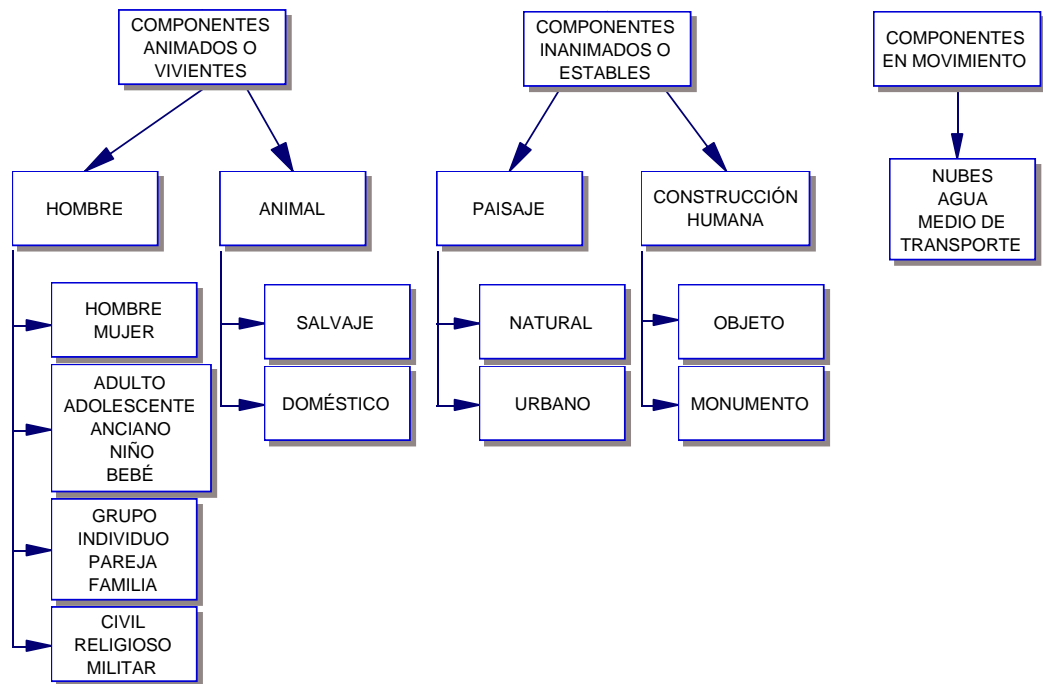 COMPONENTES
ANIMADOS O
VIVIENTES
COMPONENTES
INANIMADOS O
ESTABLES
COMPONENTES
EN MOVIMIENTO
HOMBRE
ANIMAL
PAISAJE
CONSTRUCCIÓN
HUMANA
NUBES
AGUA
MEDIO DE
TRANSPORTE
HOMBRE
MUJER
SALVAJE
NATURAL
OBJETO
ADULTO
ADOLESCENTE
ANCIANO
NIÑO
BEBÉ
DOMÉSTICO
URBANO
MONUMENTO
GRUPO
INDIVIDUO
PAREJA
FAMILIA
CIVIL
RELIGIOSO
MILITAR